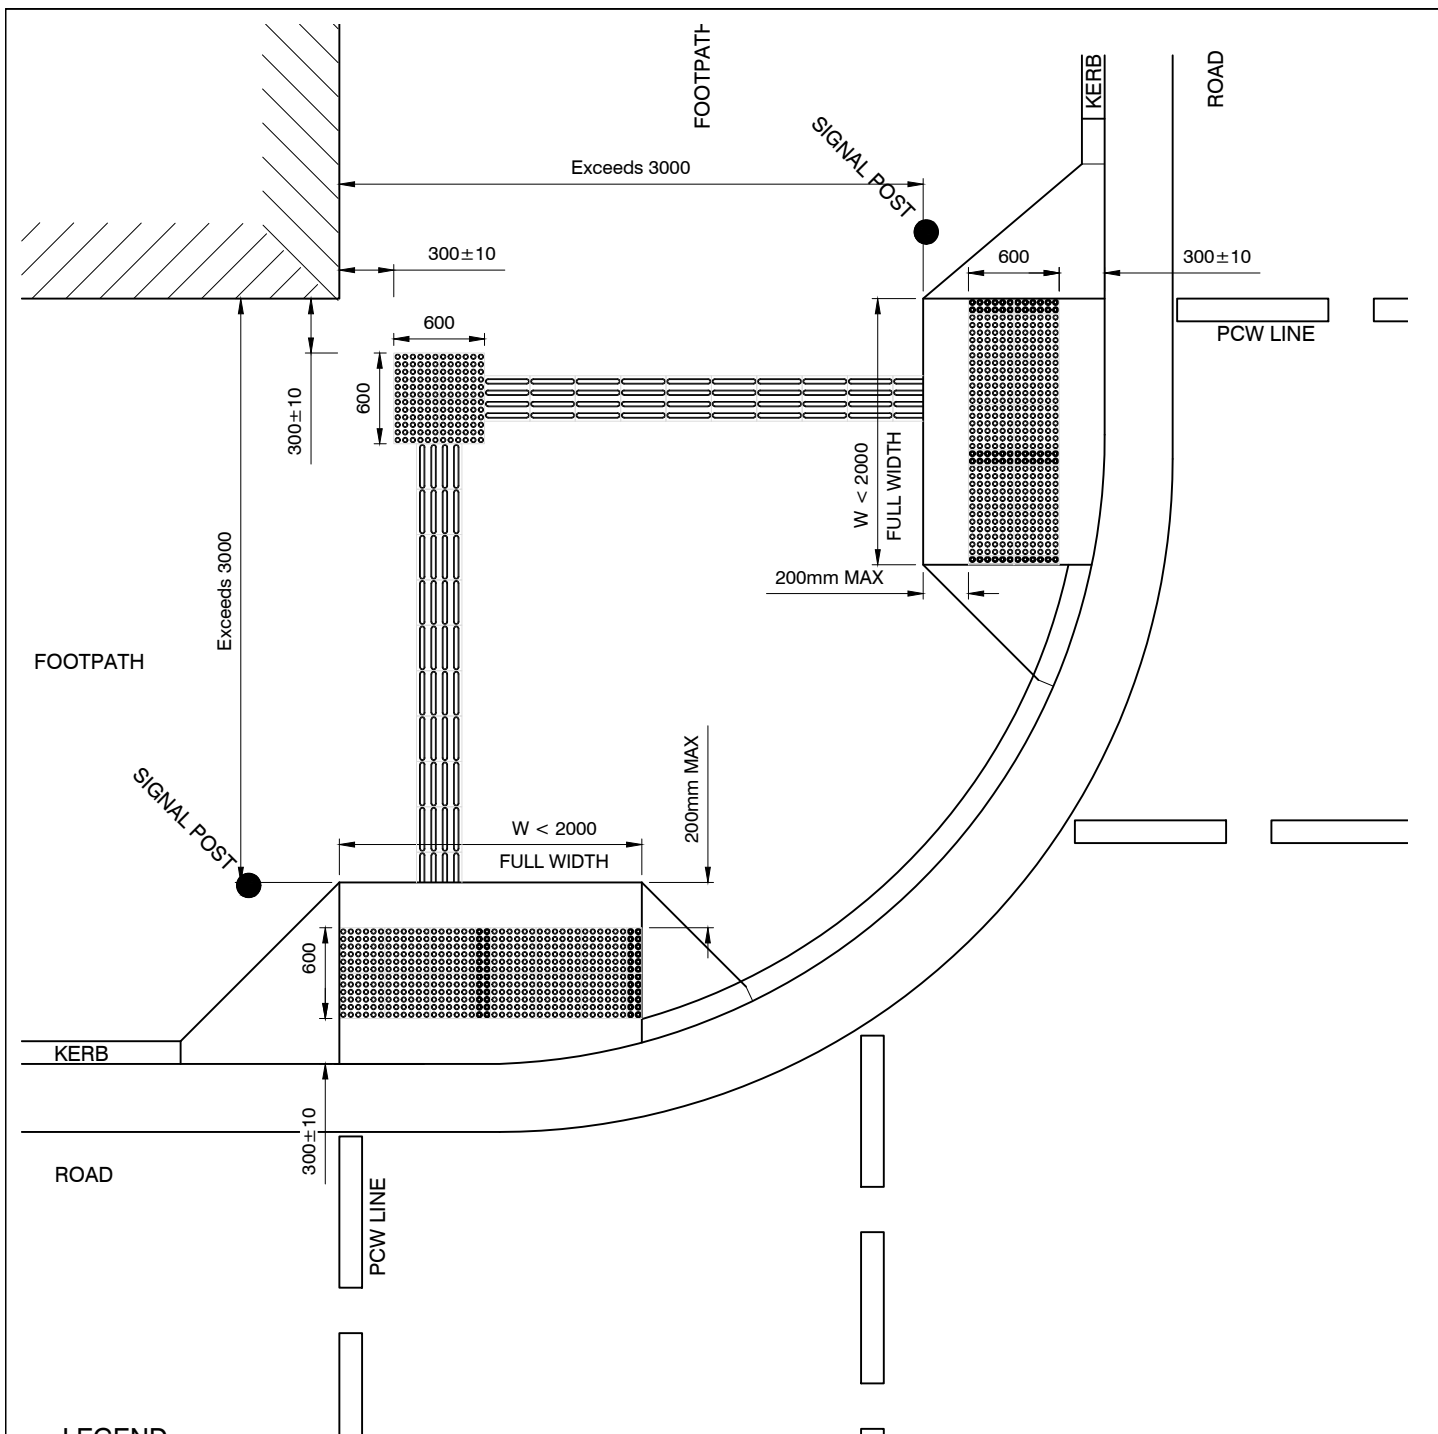 FOOTPATH
KERB
ROAD
SIGNAL POST
Exceeds 3000
300±10
600
300±10
600
PCW LINE
600
300±10
W < 2000
FULL WIDTH
200mm MAX
Exceeds 3000
FOOTPATH
SIGNAL POST
200mm MAX
W < 2000
FULL WIDTH
600
KERB
300±10
ROAD
PCW LINE
LEGEND